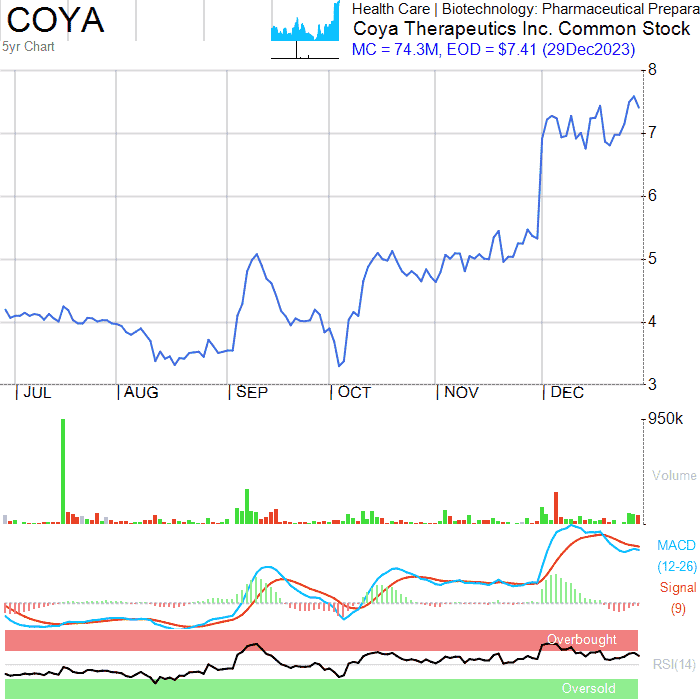 COYA
5yr Chart
Health Care | Biotechnology: Pharmaceutical Prepara
Coya Therapeutics Inc. Common Stock
MC = 74.3M, EOD = $7.41 (29Dec2023)
8
7
6
5
4
3
| JUL | AUG | SEP | OCT | NOV | DEC
950k
Volume
MACD
(12-26)
Signal
(9)
Overbought
RSI(14)
Oversold